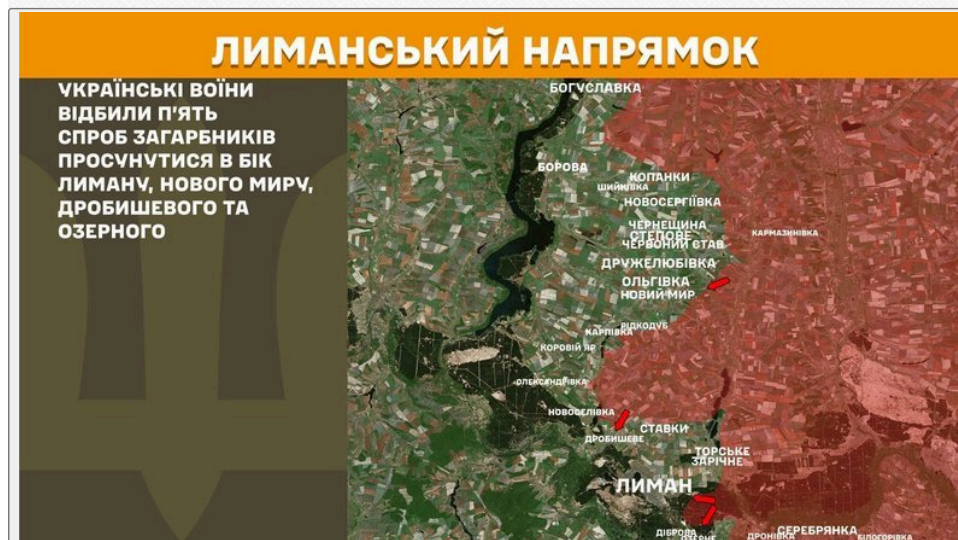 ЛИМАНСЬКИЙ НАПРЯМОК
УКРАЇНСЬКІ ВОЇНИ
ВІДБИЛИ П'ЯТЬ
СПРОБ ЗАГАРБНИКІВ
ПРОСУНУТИСЯ В БІК
ЛИМАНУ, НОВОГО МИРУ,
ДРОБИШЕВОГО ТА
ОЗЕРНОГО
БОГУСЛАВКА
БОРОВА
КОПАНКИ
ШИЙКІВКА
НОВОСЕРГІЇВКА
ЧЕРНЕЩИНА
СТЕПОВЕ
КАРМАЗИНІВКА
ЧЕРВОНИЙ СТАВ
ДРУЖЕЛЮБІВКА
ОЛЬГІВКА
НОВИЙ МИР
РІДКОДУБ
КАРПІВКА
КОРОВІЙ ЯР
ОЛЕКСАНДРІВКА
НОВОСЕЛІВКА
СТАВКИ
ДРОБИШЕВЕ
ТОРСЬКЕ
ЗАРІЧНЕ
ЛИМАН
ДІБРОВА
СЕРЕБРЯНКА
ОЗЕРНЕ
ДРОНІВКА
БІЛОГОРІВКА